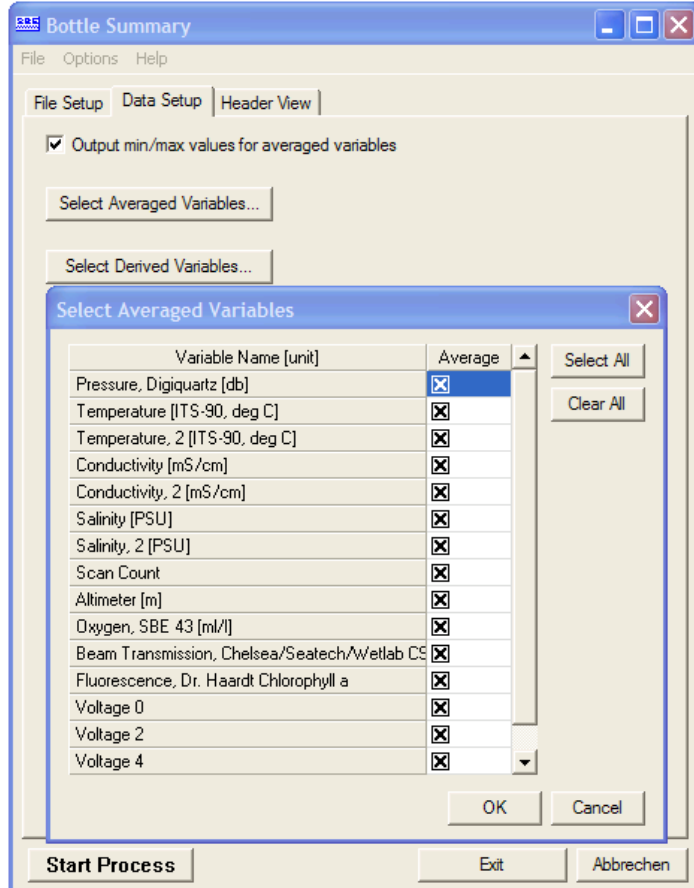 SBE Bottle Summary
File Options Help
File Setup Data Setup Header View
Output min/max values for averaged variables
Select Averaged Variables...
Select Derived Variables...
Select Averaged Variables
Variable Name [unit] Average
Select All
Pressure, Digiquartz [db]
Clear All
Temperature [ITS-90, deg C]
Temperature, 2 [ITS-90, deg C]
Conductivity [mS/cm]
Conductivity, 2 [mS/cm]
Salinity [PSU]
Salinity, 2 [PSU]
Scan Count
Altimeter [m]
Oxygen, SBE 43 [ml/l]
Beam Transmission, Chelsea/Seatech/Wetlab CS
Fluorescence, Dr. Haardt Chlorophyll a
Voltage 0
Voltage 2
Voltage 4
OK Cancel
Start Process Exit Abbrechen